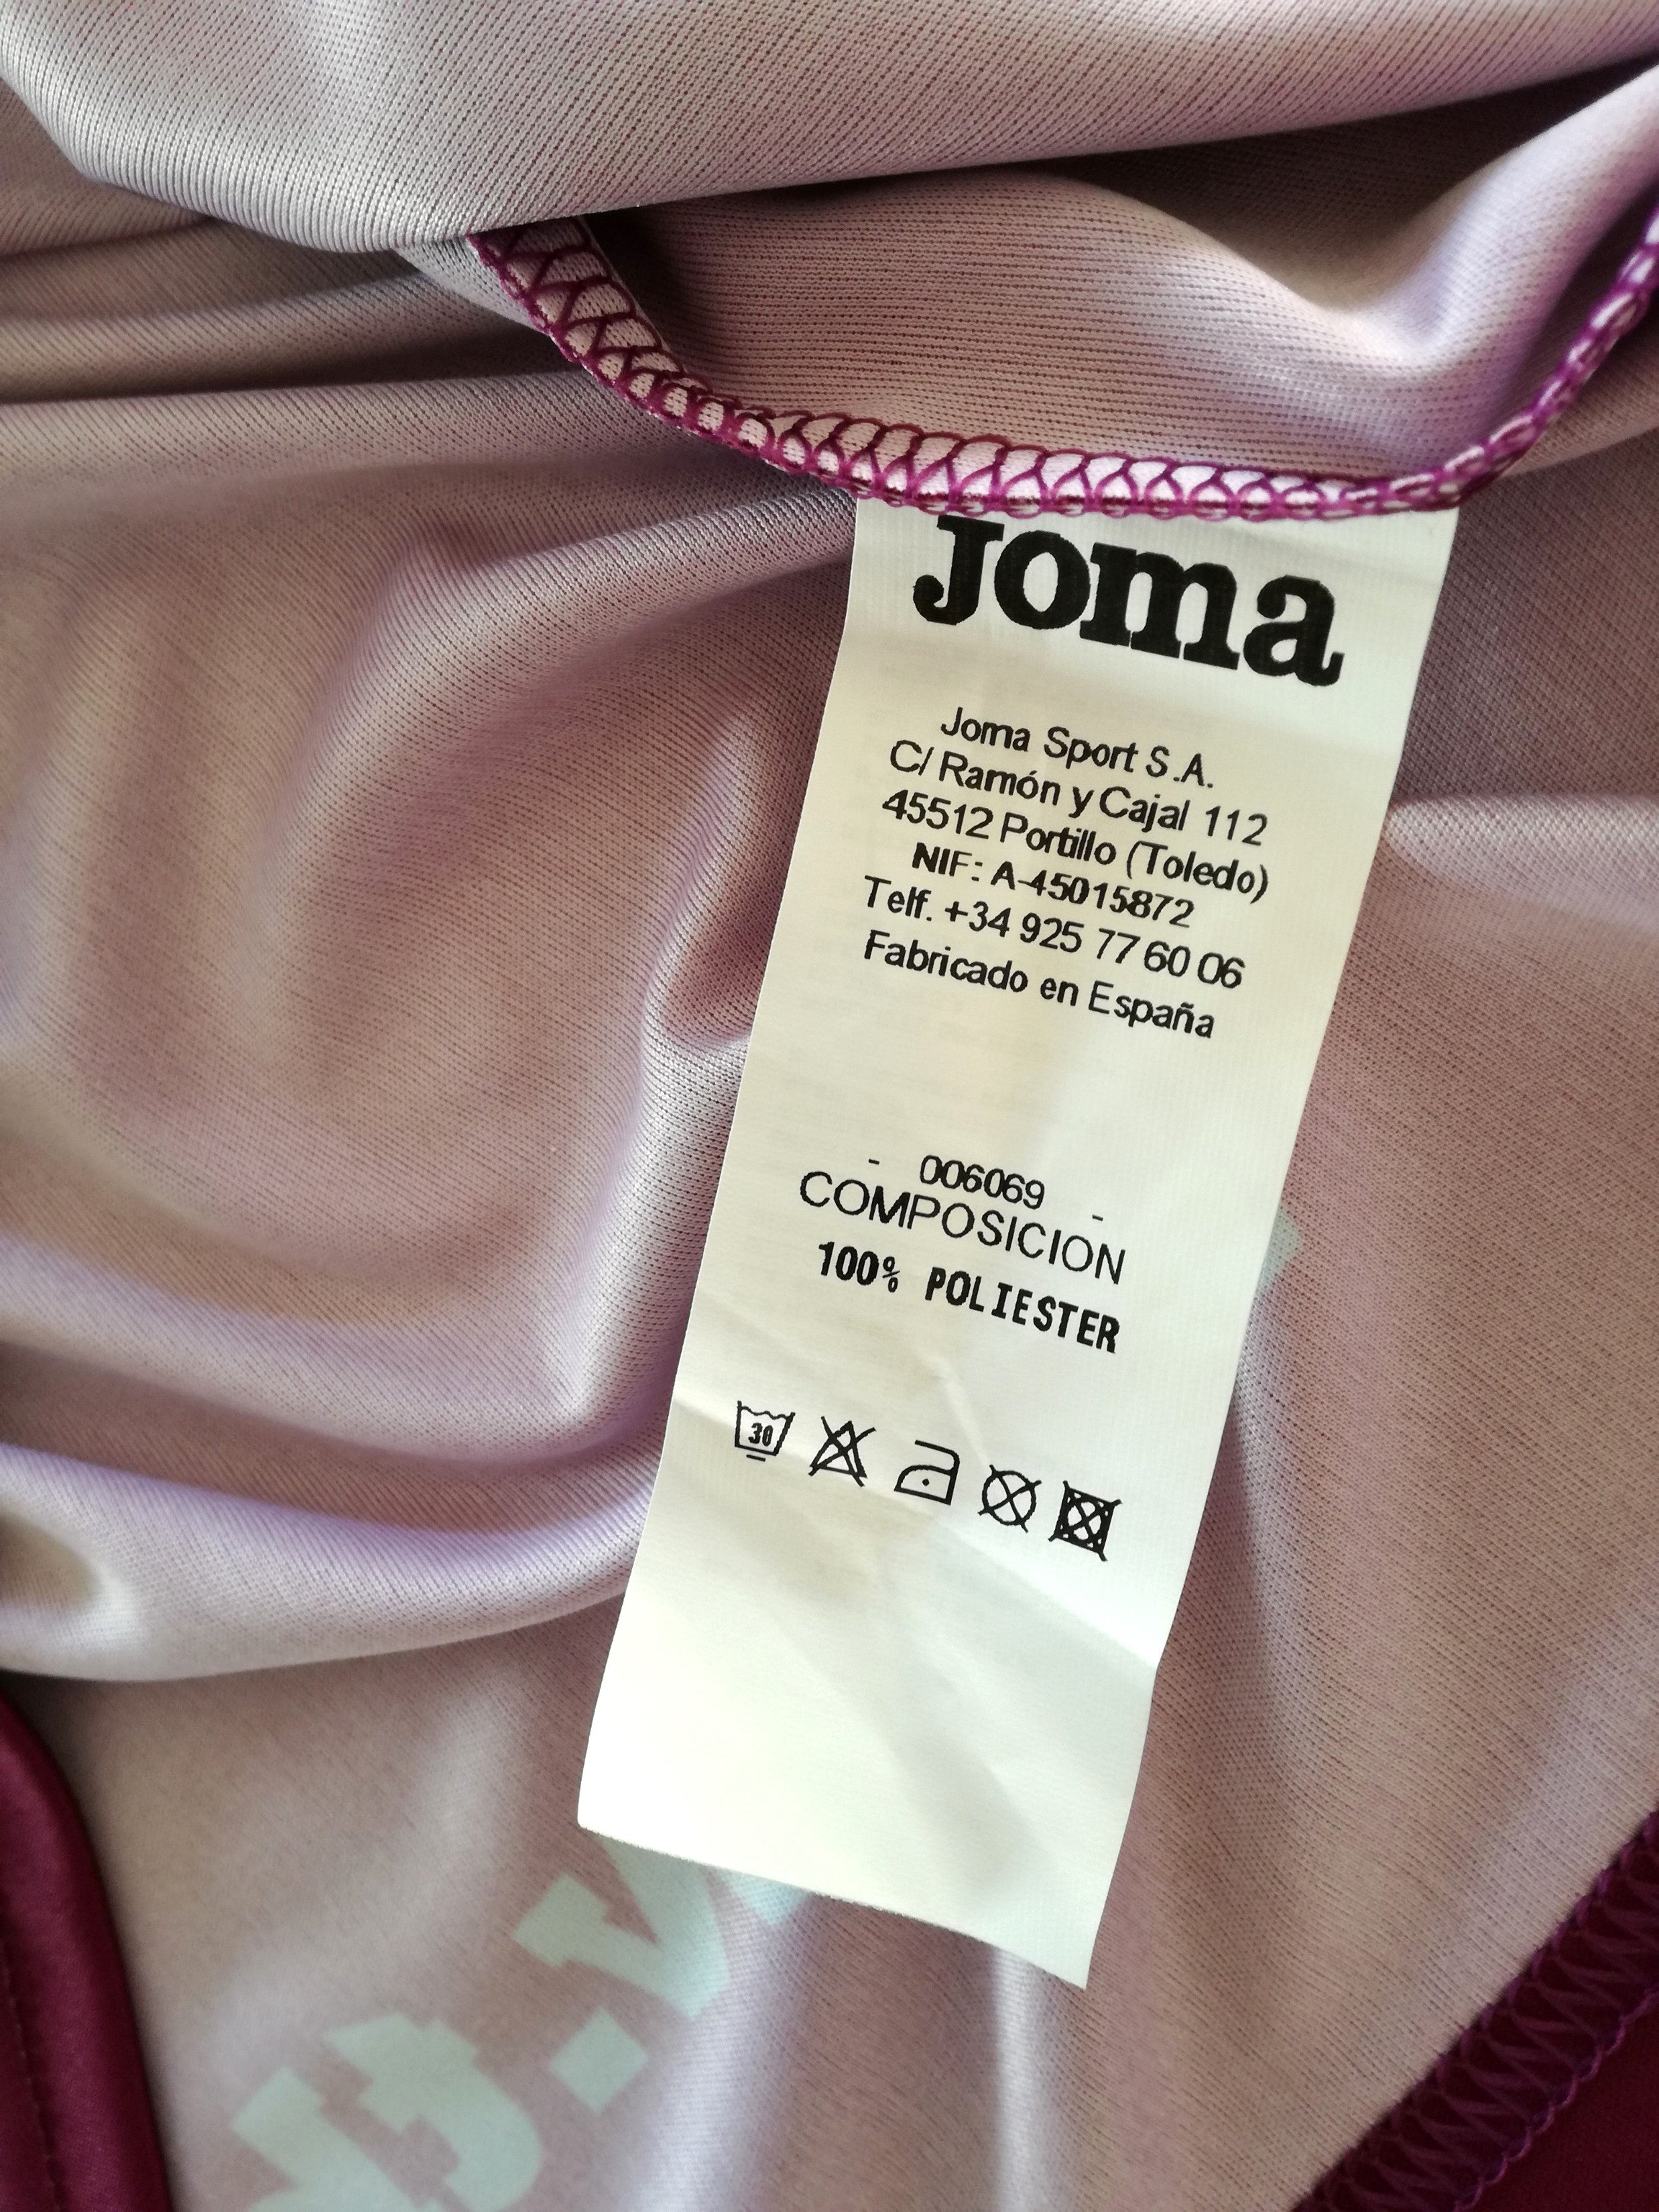 Joma
Joma Sport S.A.
C/ Ramón y Cajal 112
45512 Portillo (Toledo)
NIF: A-45015872
Telf. +34 925 77 60 06
Fabricado en España
- 006069 -
COMPOSICION
100% POLIESTER
30